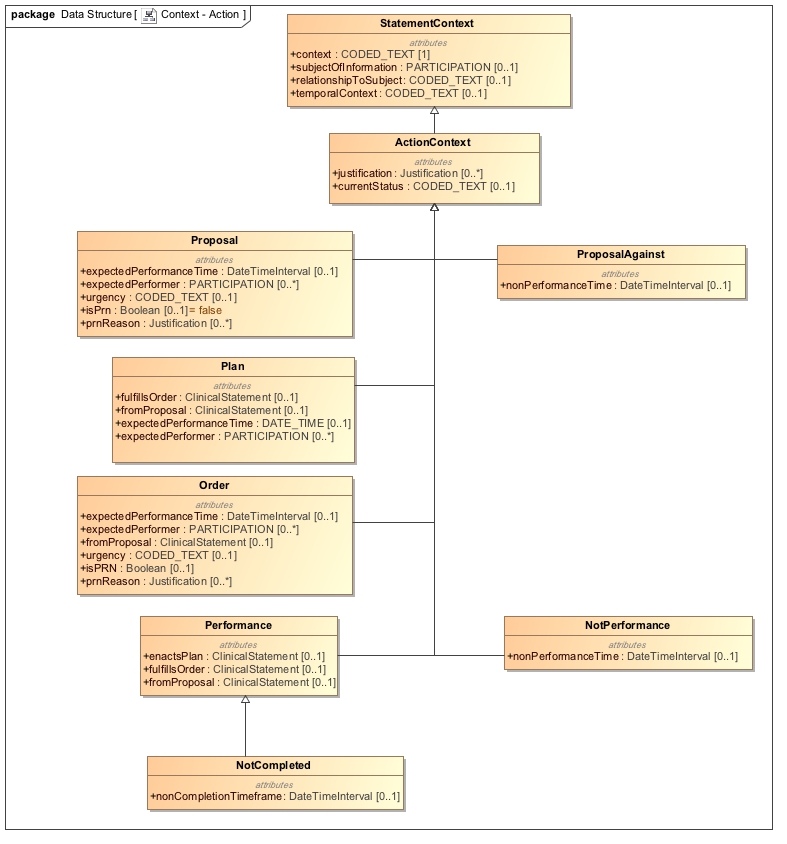 package Data Structure [ Context - Action ]
StatementContext
attributes
+context : CODED_TEXT [1]
+subjectOfInformation : PARTICIPATION [0..1]
+relationshipToSubject : CODED_TEXT [0..1]
+temporalContext : CODED_TEXT [0..1]
ActionContext
attributes
+justification : Justification [0..*]
+currentStatus : CODED_TEXT [0..1]
Proposal
attributes
+expectedPerformanceTime : DateTimeInterval [0..1]
+expectedPerformer : PARTICIPATION [0..*]
+urgency : CODED_TEXT [0..1]
+isPrn : Boolean [0..1]= false
+prnReason : Justification [0..*]
ProposalAgainst
attributes
+nonPerformanceTime : DateTimeInterval [0..1]
Plan
attributes
+fulfillsOrder : ClinicalStatement [0..1]
+fromProposal : ClinicalStatement [0..1]
+expectedPerformanceTime : DATE_TIME [0..1]
+expectedPerformer : PARTICIPATION [0..*]
Order
attributes
+expectedPerformanceTime : DateTimeInterval [0..1]
+expectedPerformer : PARTICIPATION [0..*]
+fromProposal : ClinicalStatement [0..1]
+urgency : CODED_TEXT [0..1]
+isPRN : Boolean [0..1]
+prnReason : Justification [0..*]
Performance
attributes
+enactsPlan : ClinicalStatement [0..1]
+fulfillsOrder : ClinicalStatement [0..1]
+fromProposal : ClinicalStatement [0..1]
NotPerformance
attributes
+nonPerformanceTime : DateTimeInterval [0..1]
NotCompleted
attributes
+nonCompletionTimeframe : DateTimeInterval [0..1]